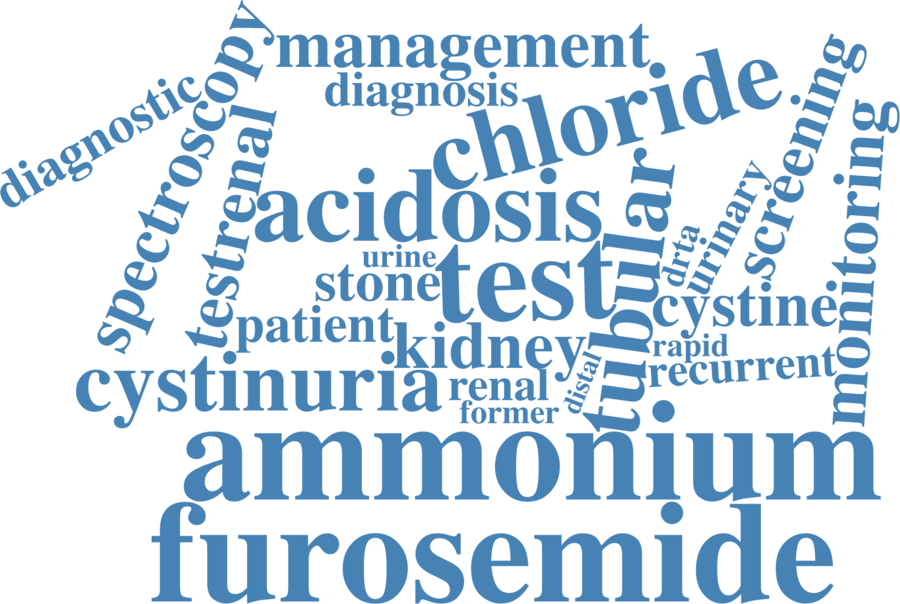 management
diagnosis
diagnostic
spectroscopy
testrenal
chloride
screening
monitoring
acidosis
tubular
urinary
drta
urine
stone
test
cystine
patient
kidney
rapid
recurrent
cystinuria
renal
distal
former
ammonium
furosemide